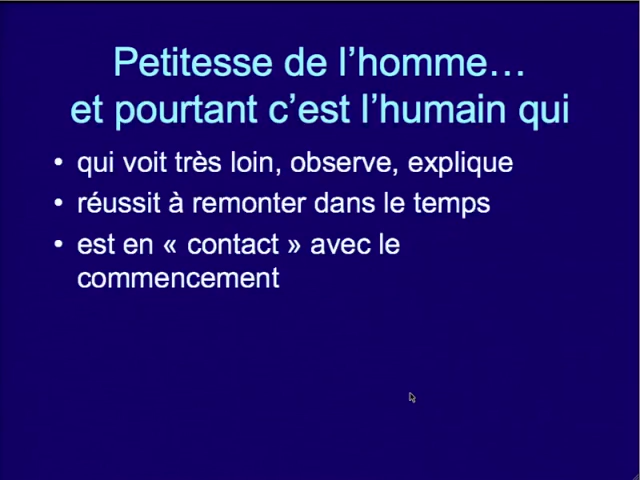 Petitesse de l’homme…
et pourtant c’est l’humain qui
• qui voit très loin, observe, explique
• réussit à remonter dans le temps
• est en « contact » avec le
commencement